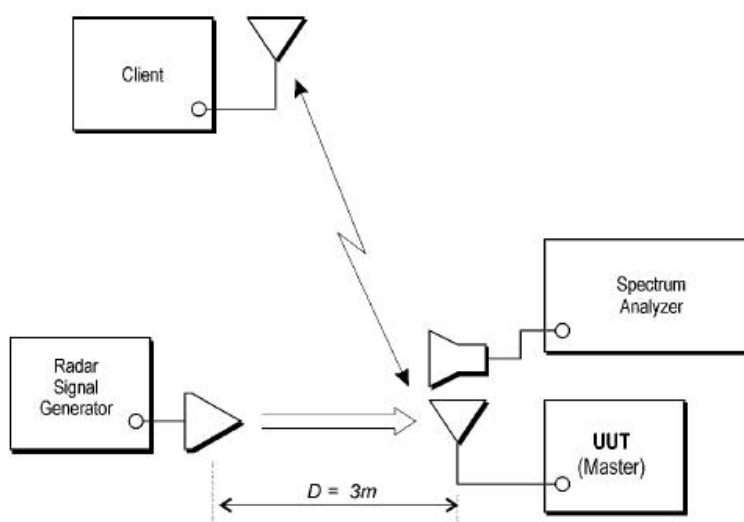 Client
Spectrum
Analyzer
Radar
Signal
Generator
UUT
(Master)
D = 3m